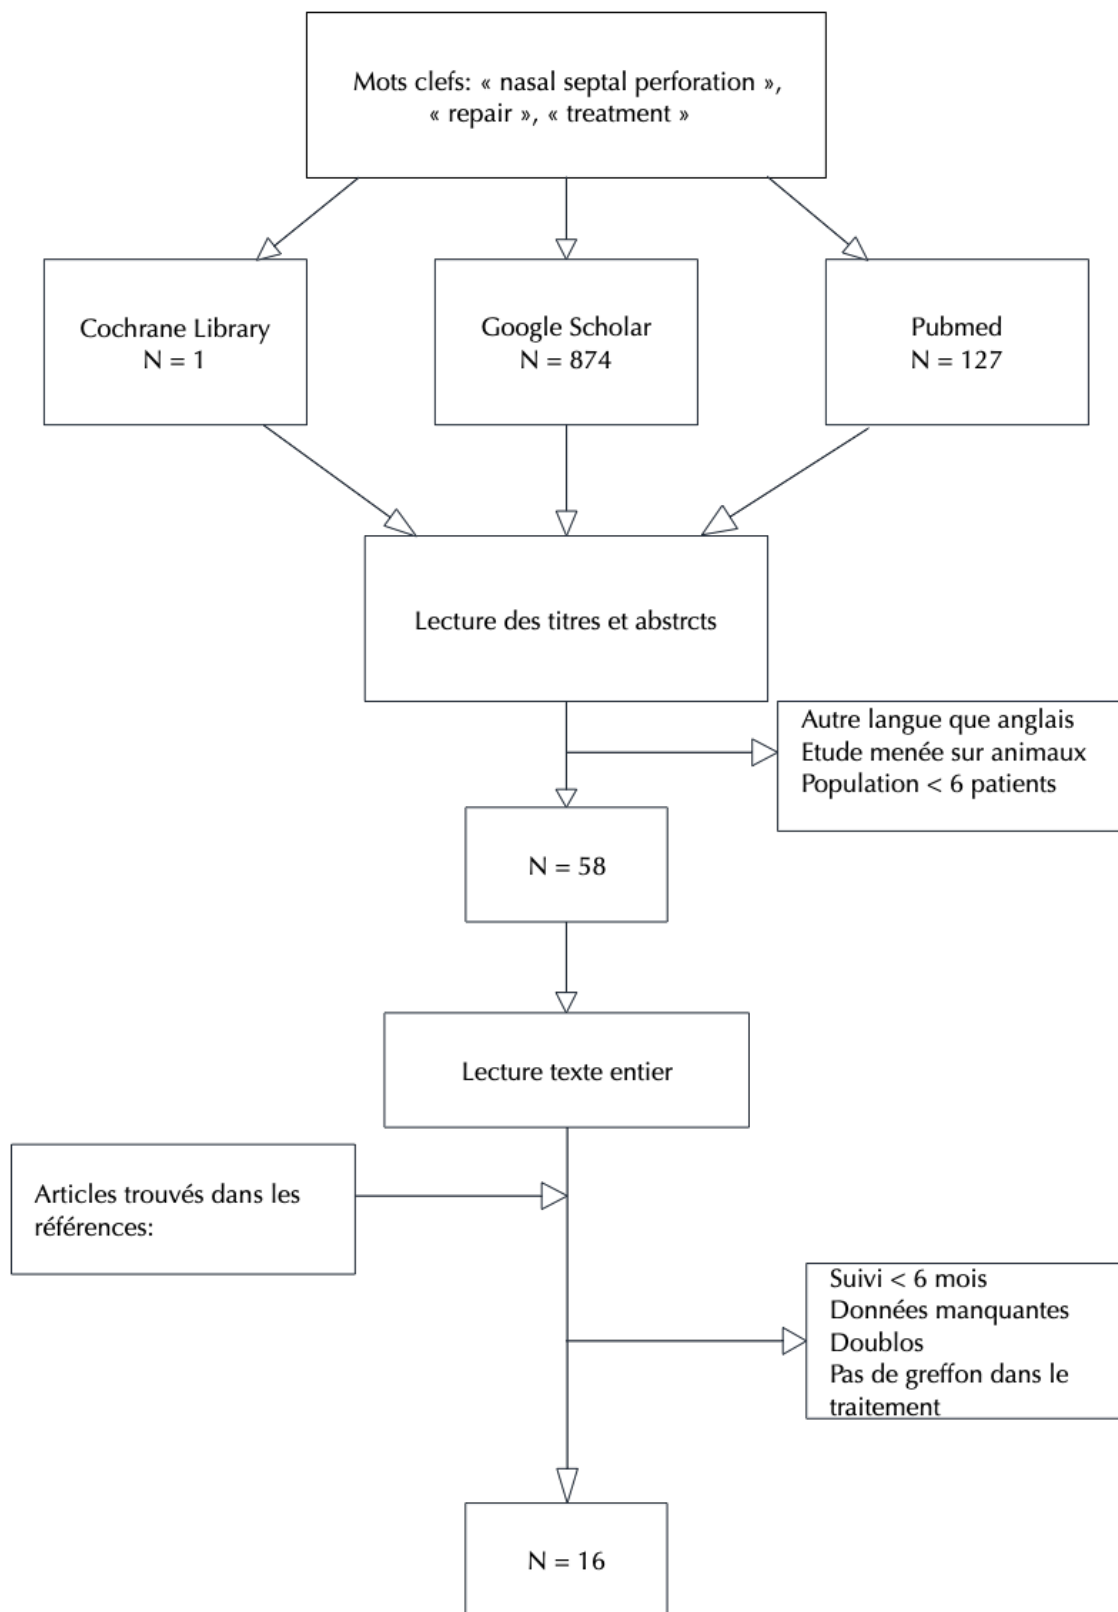 Mots clefs: « nasal septal perforation »,
« repair », « treatment »
Cochrane Library
N = 1
Google Scholar
N = 874
Pubmed
N = 127
Lecture des titres et abstrcts
Autre langue que anglais
Etude menée sur animaux
Population < 6 patients
N = 58
Lecture texte entier
Articles trouvés dans les
références:
Suivi < 6 mois
Données manquantes
Doublos
Pas de greffon dans le
traitement
N = 16